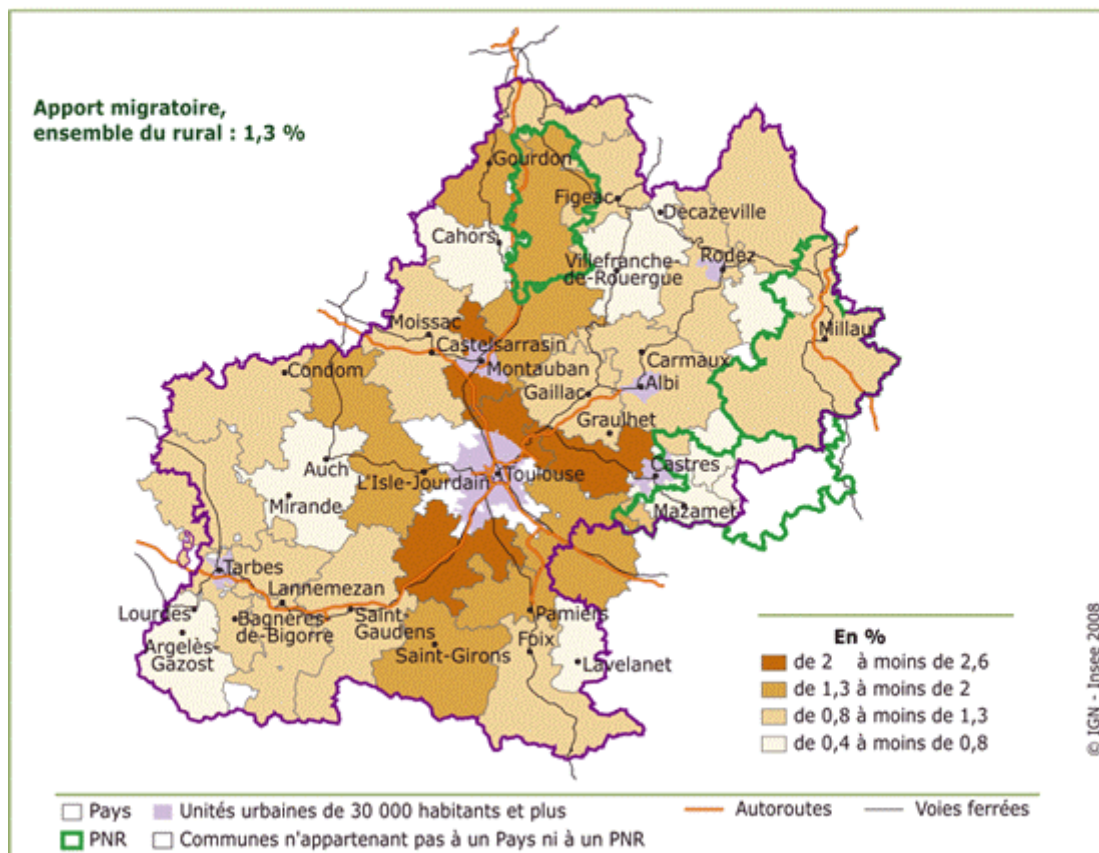 Apport migratoire,
ensemble du rural : 1,3 %
Gourdon
Figeac
Decazeville
Cahors
Villefranche-
de-Rouergue
Rodez
Moissac
Castelsarrasin
Montauban
Millau
Carmaux
Condom
Gaillac
Albi
Graulhet
Auch
L'Isle-Jourdain
Toulouse
Castres
Mirande
Mazamet
Tarbes
Lannemezan
Lourdes
Bagnères-
de-Bigorre
Saint-
Gaudens
Pamiers
Argelès-
Gazost
Foix
Saint-Girons
Lavelanet
En %
de 2 à moins de 2,6
de 1,3 à moins de 2
de 0,8 à moins de 1,3
de 0,4 à moins de 0,8
© IGN - Insee 2008
Pays
Unités urbaines de 30 000 habitants et plus
Autoroutes
Voies ferrées
PNR
Communes n'appartenant pas à un Pays ni à un PNR